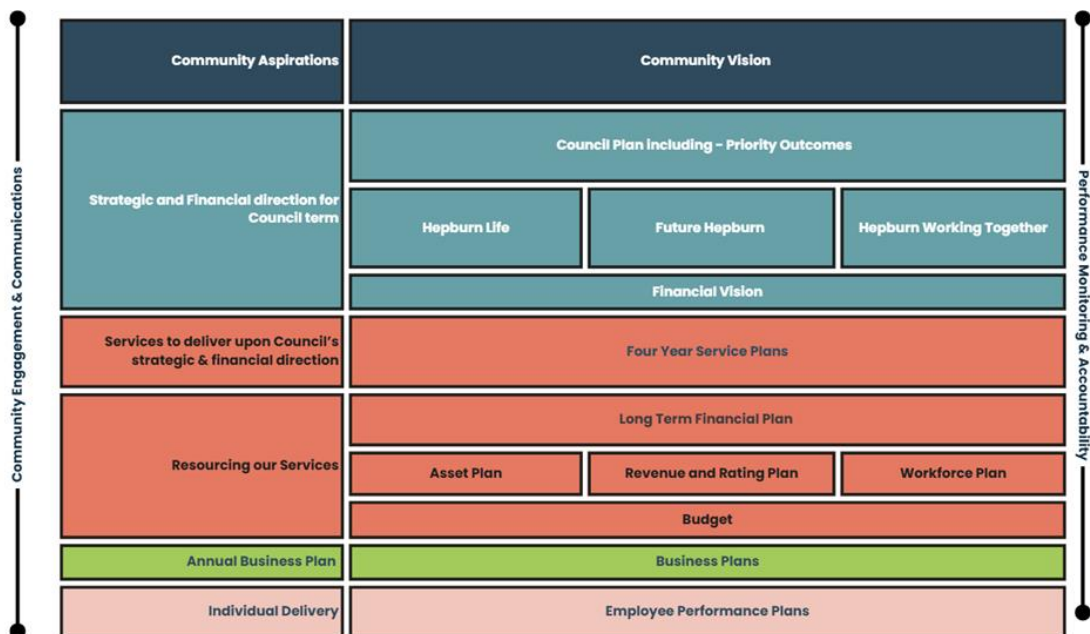 Community Aspirations
Community Vision
Strategic and Financial direction for
Council term
Council Plan including - Priority Outcomes
Hepburn Life
Future Hepburn
Hepburn Working Together
Financial Vision
Services to deliver upon Council's
strategic & financial direction
Four Year Service Plans
Resourcing our Services
Long Term Financial Plan
Asset Plan
Revenue and Rating Plan
Workforce Plan
Budget
Annual Business Plan
Business Plans
Individual Delivery
Employee Performance Plans
Community Engagement & Communications
Performance Monitoring & Accountability